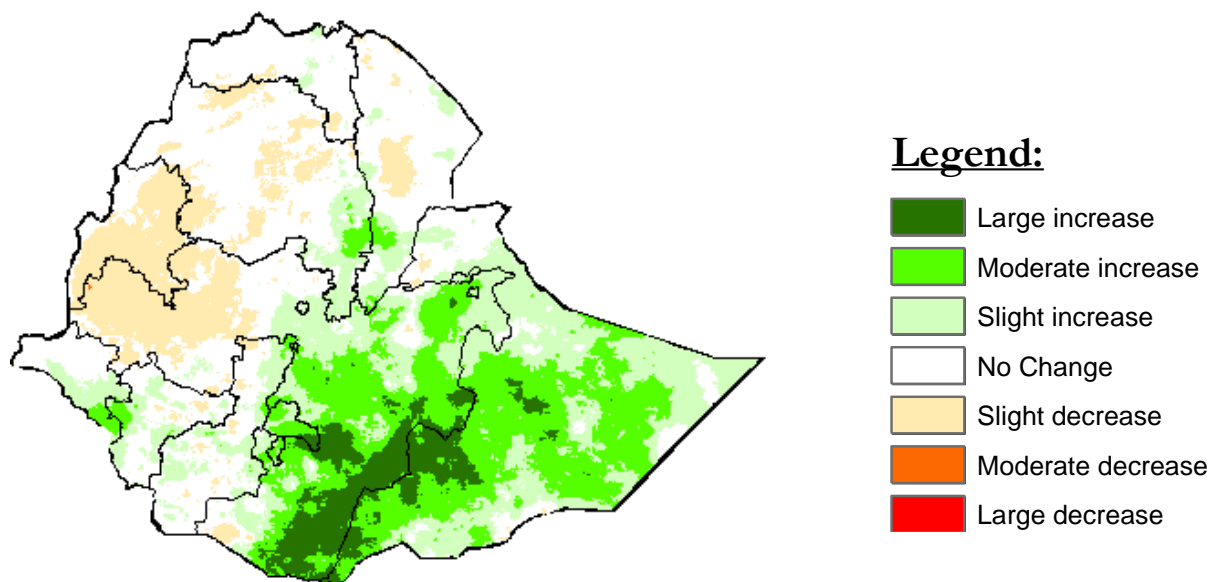 Legend:
Large increase
Moderate increase
Slight increase
No Change
Slight decrease
Moderate decrease
Large decrease